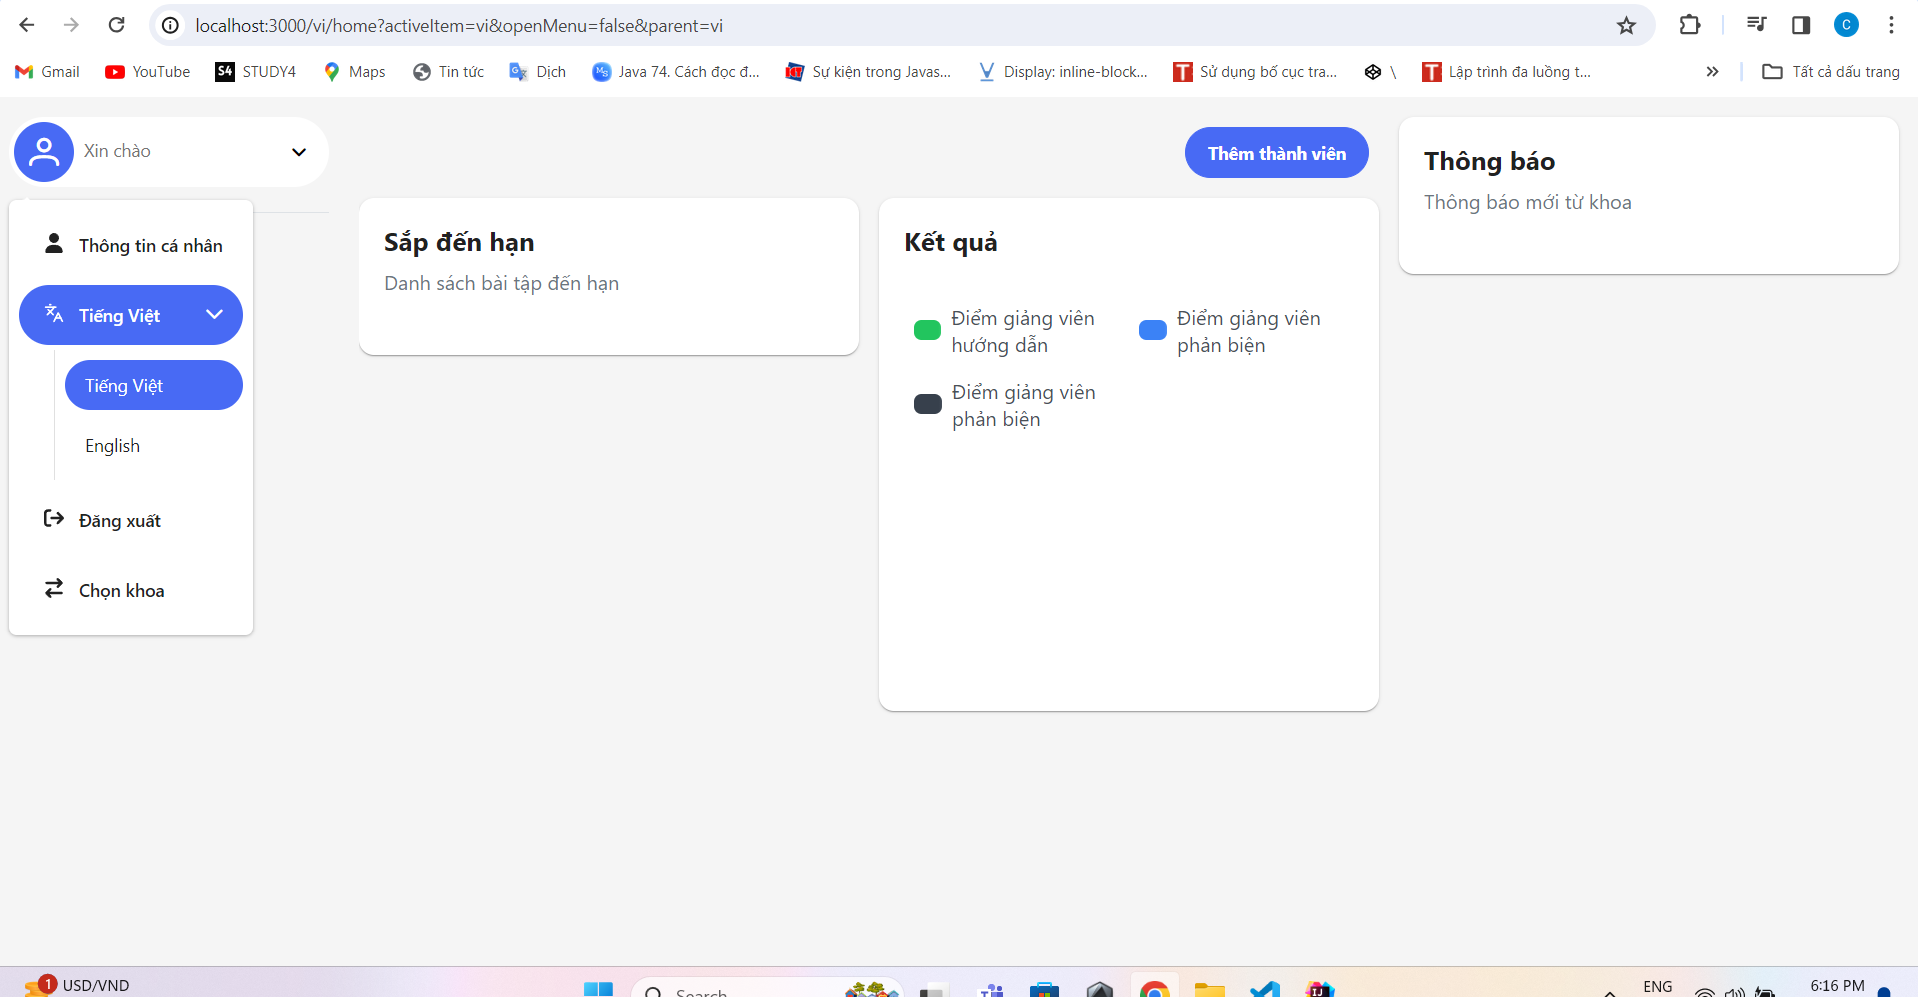 localhost:3000/vi/home?activeItem=vi&openMenu=false&parent=vi
C
Gmail
YouTube
S4 STUDY4
Maps
Tin tức
Dịch
Java 74. Cách đọc đ...
Sự kiện trong Javas...
Display: inline-block...
T Sử dụng bố cục tra...
\
T Lập trình đa luồng t...
»
Tất cả dấu trang
Xin chào
Thông tin cá nhân
Tiếng Việt
Tiếng Việt
English
Đăng xuất
Chọn khoa
Thêm thành viên
Sắp đến hạn
Danh sách bài tập đến hạn
Kết quả
Điểm giảng viên
hướng dẫn
Điểm giảng viên
phản biện
Điểm giảng viên
phản biện
Thông báo
Thông báo mới từ khoa
1
USD/VND
Search
ENG
6:16 PM